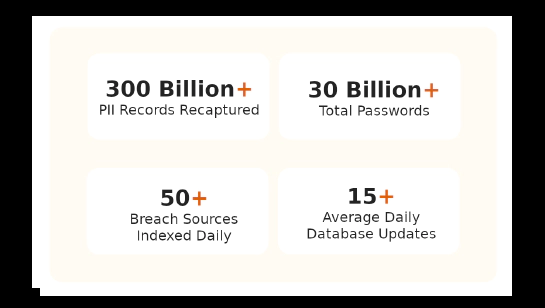 300 Billion+
PII Records Recaptured
30 Billion+
Total Passwords
50+
Breach Sources
Indexed Daily
15+
Average Daily
Database Updates